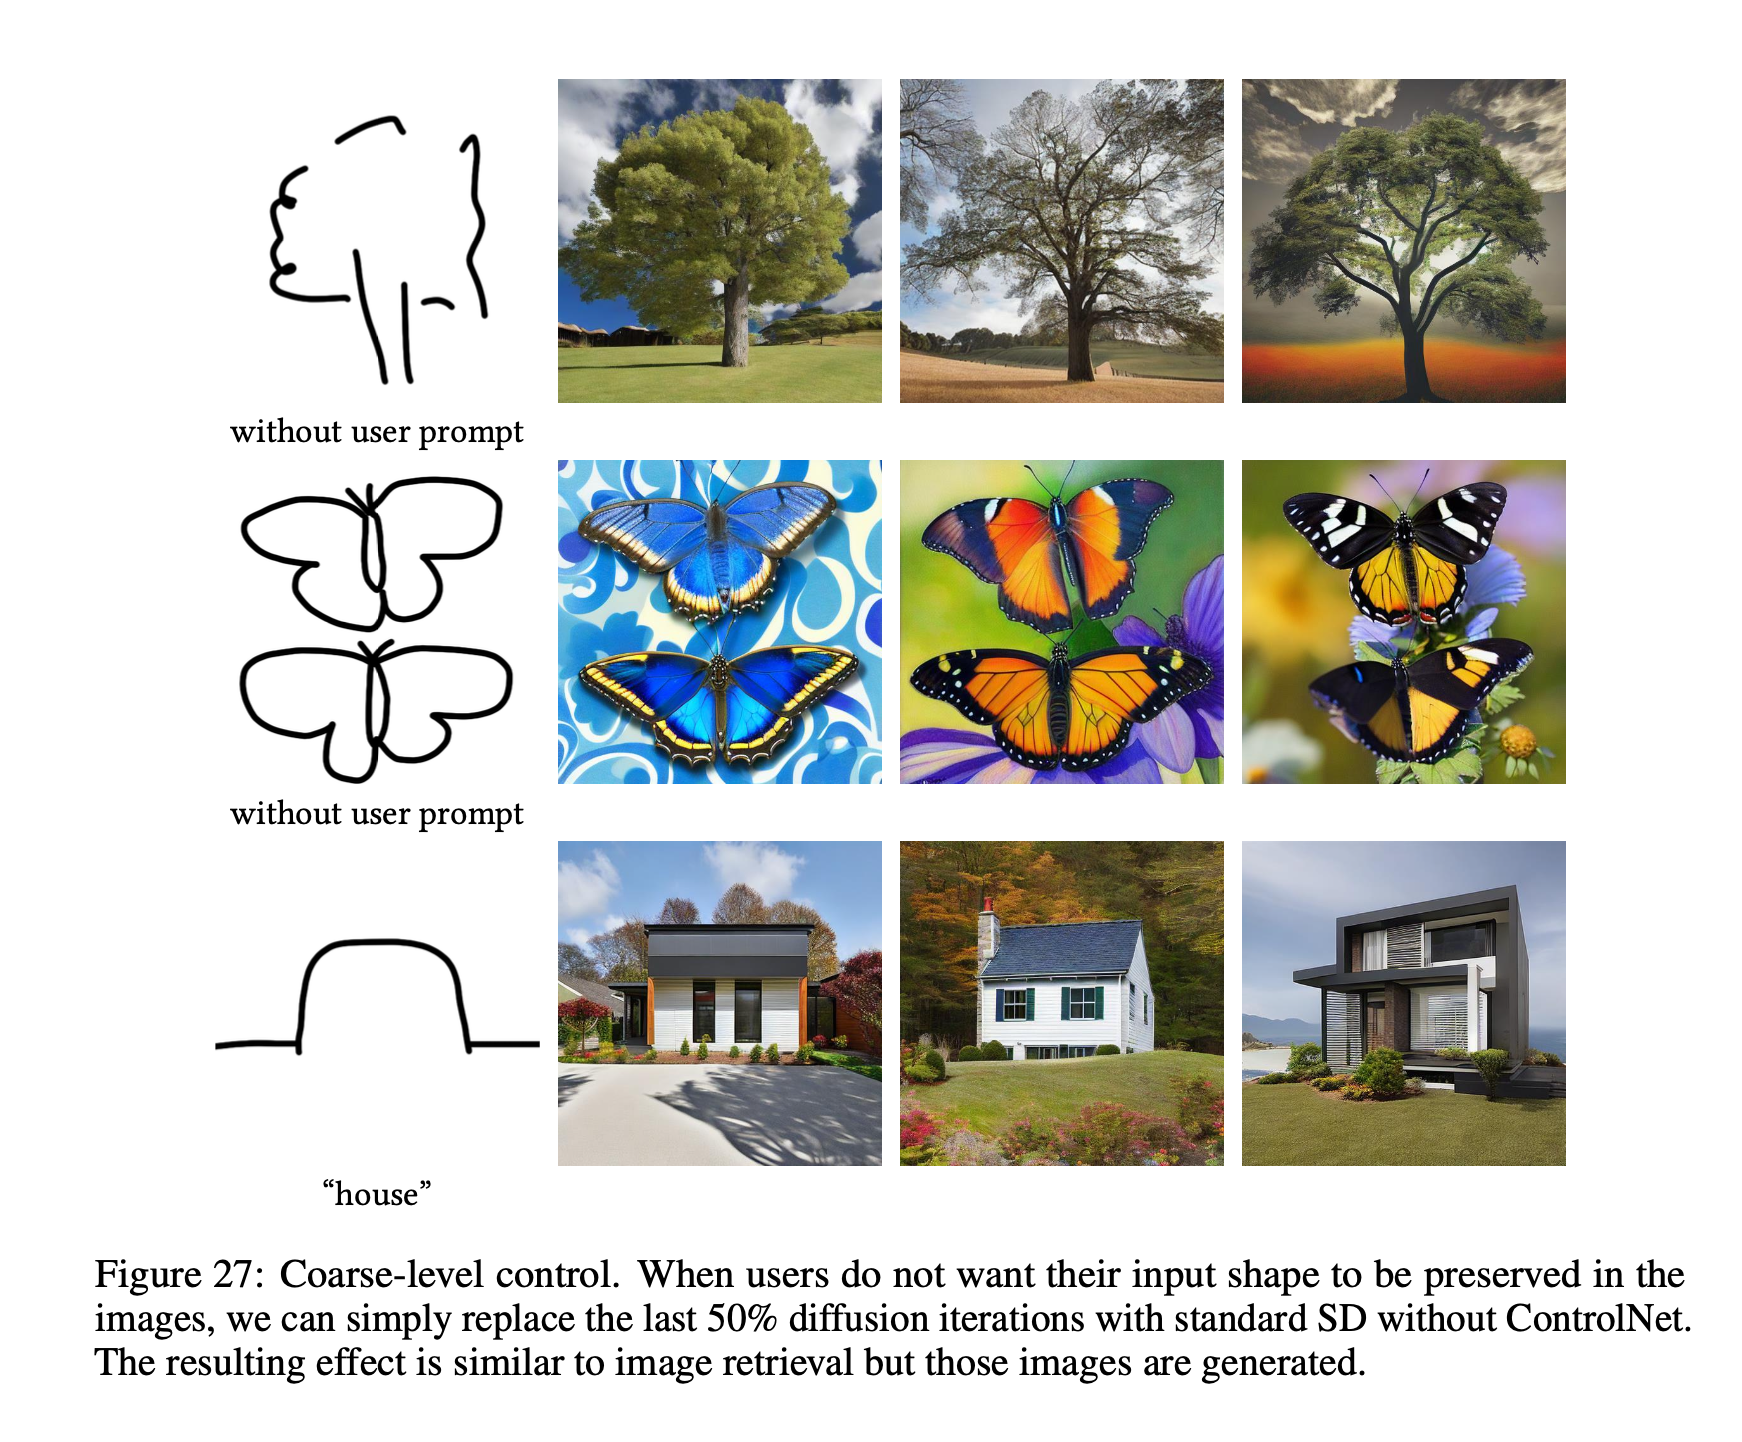 without user prompt
without user prompt
“house”
Figure 27: Coarse-level control. When users do not want their input shape to be preserved in the
images, we can simply replace the last 50% diffusion iterations with standard SD without ControlNet.
The resulting effect is similar to image retrieval but those images are generated.